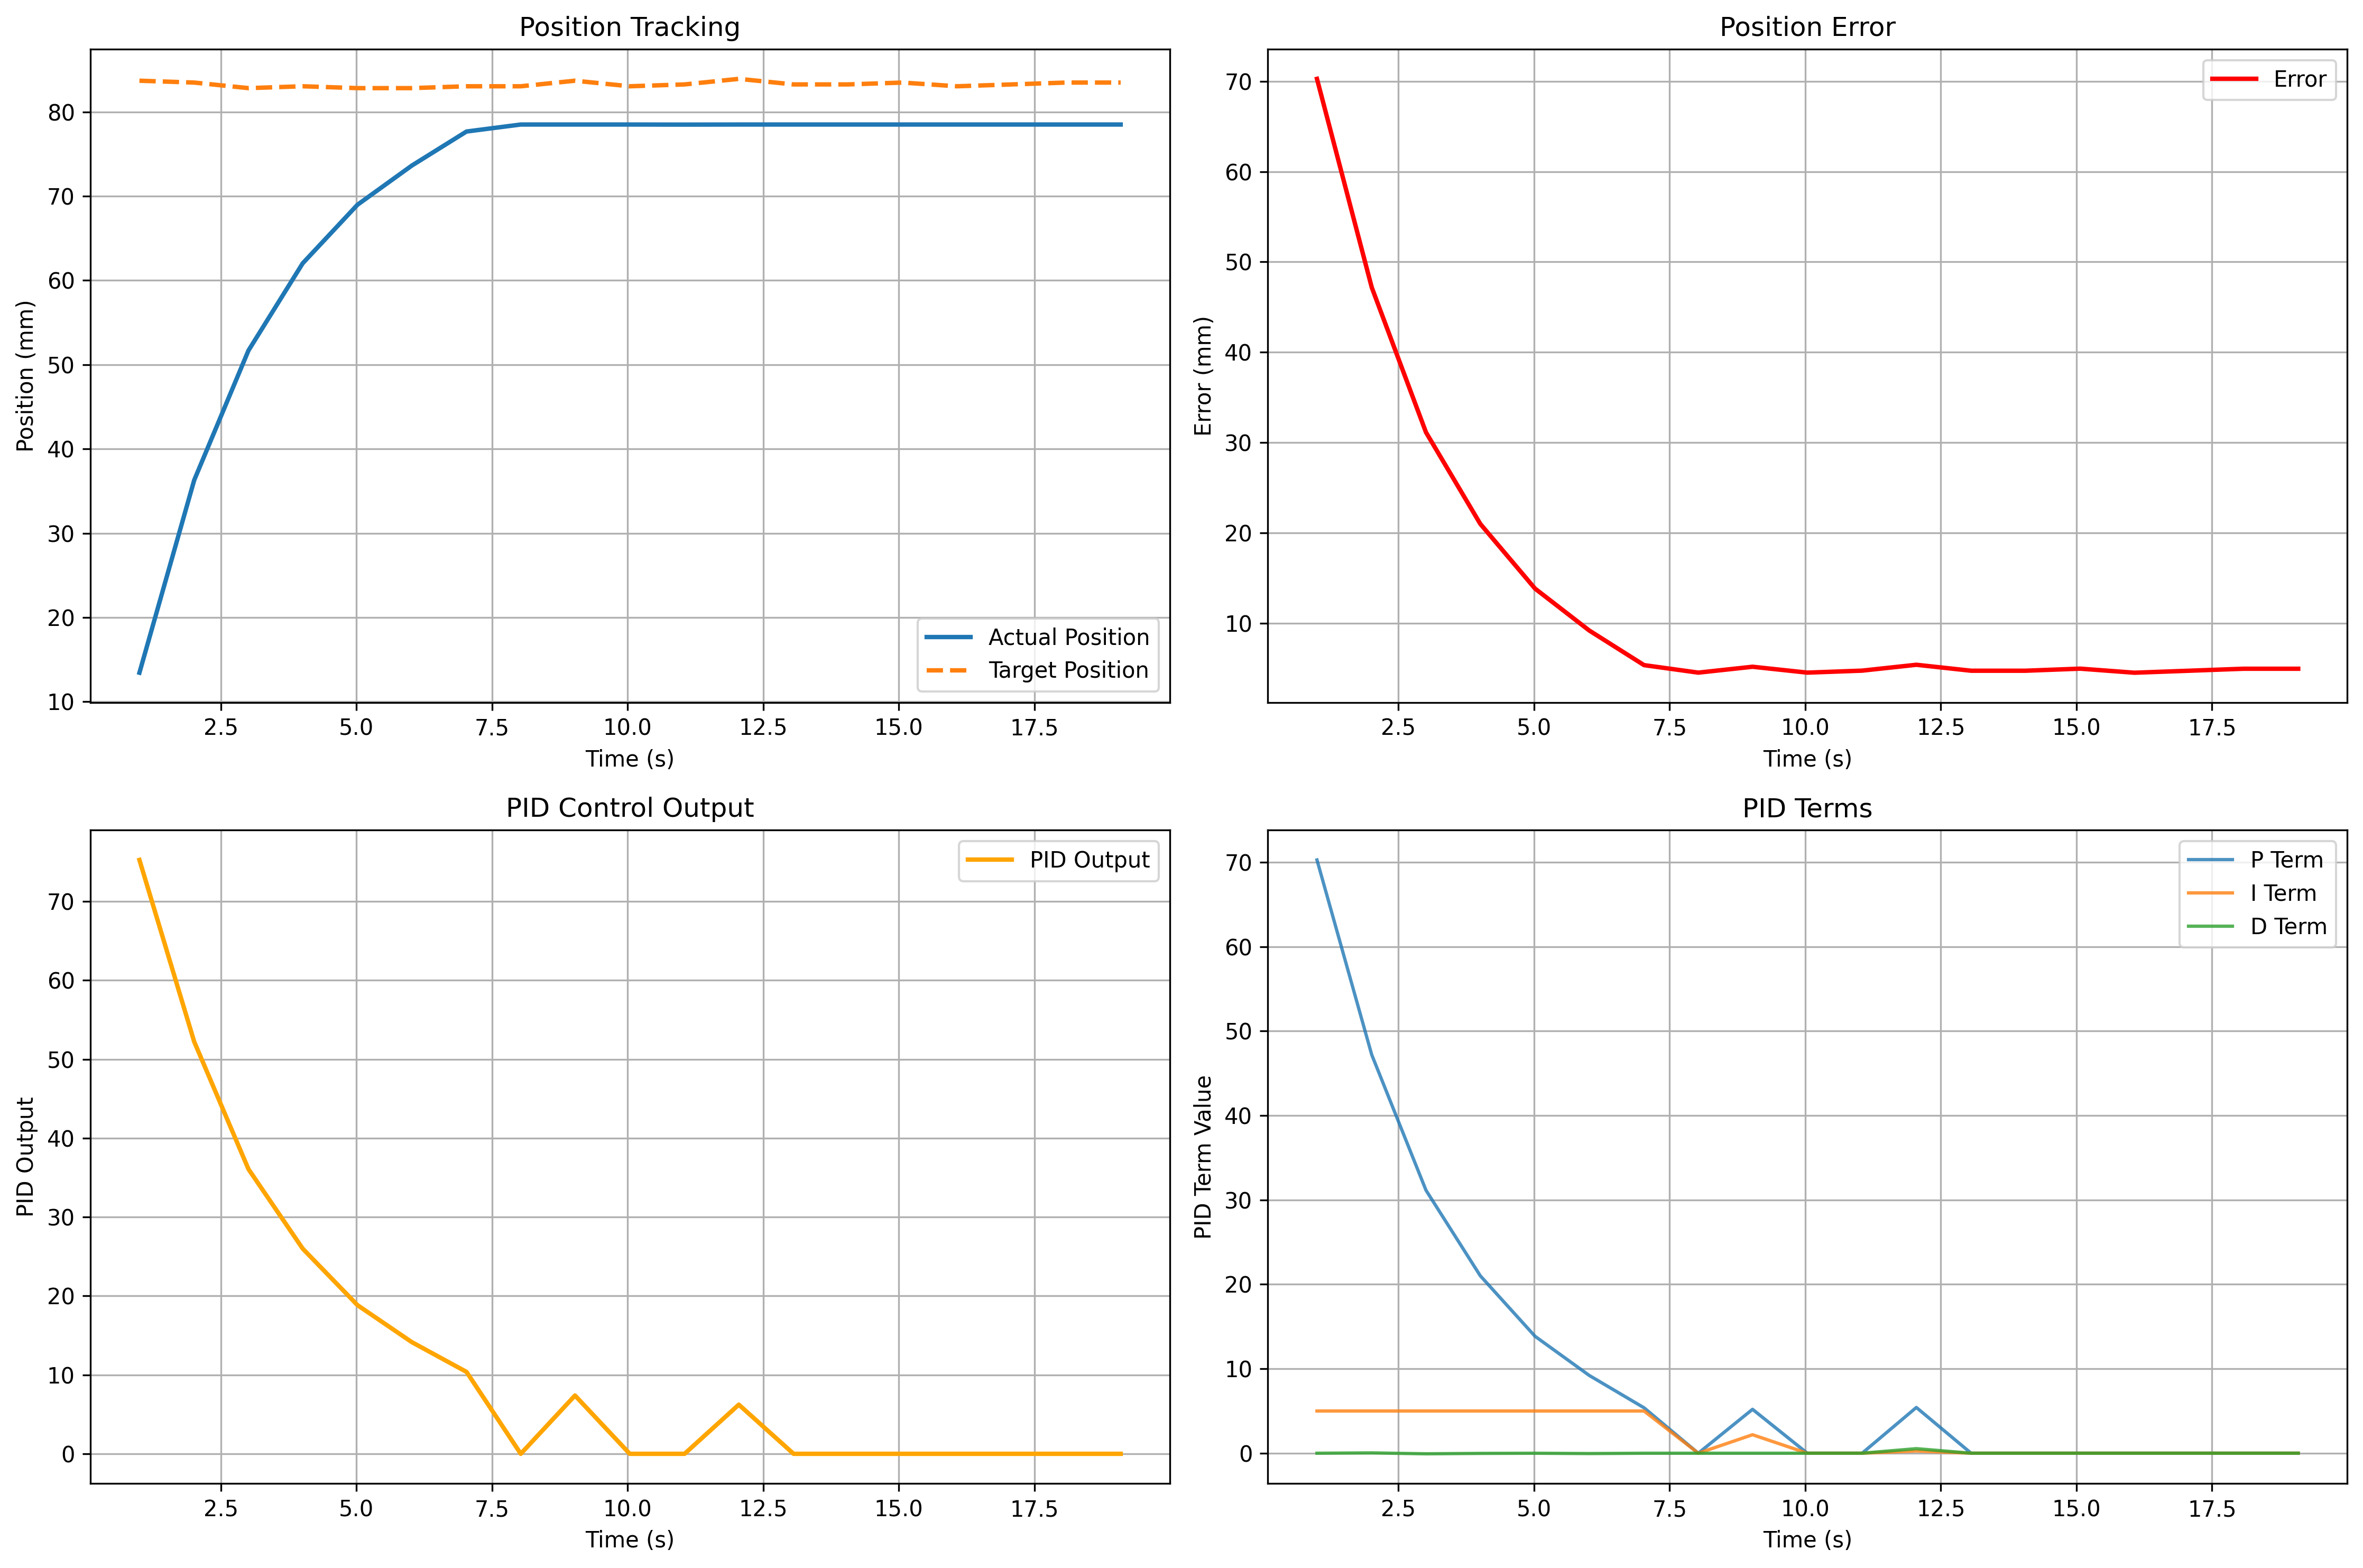 Position Tracking
Position (mm)
80
70
60
50
40
30
20
10
Actual Position
Target Position
2.5 5.0 7.5 10.0 12.5 15.0 17.5
Time (s)
Position Error
Error (mm)
70
60
50
40
30
20
10
Error
2.5 5.0 7.5 10.0 12.5 15.0 17.5
Time (s)
PID Control Output
PID Output
70
60
50
40
30
20
10
0
PID Output
2.5 5.0 7.5 10.0 12.5 15.0 17.5
Time (s)
PID Terms
PID Term Value
70
60
50
40
30
20
10
0
P Term
I Term
D Term
2.5 5.0 7.5 10.0 12.5 15.0 17.5
Time (s)